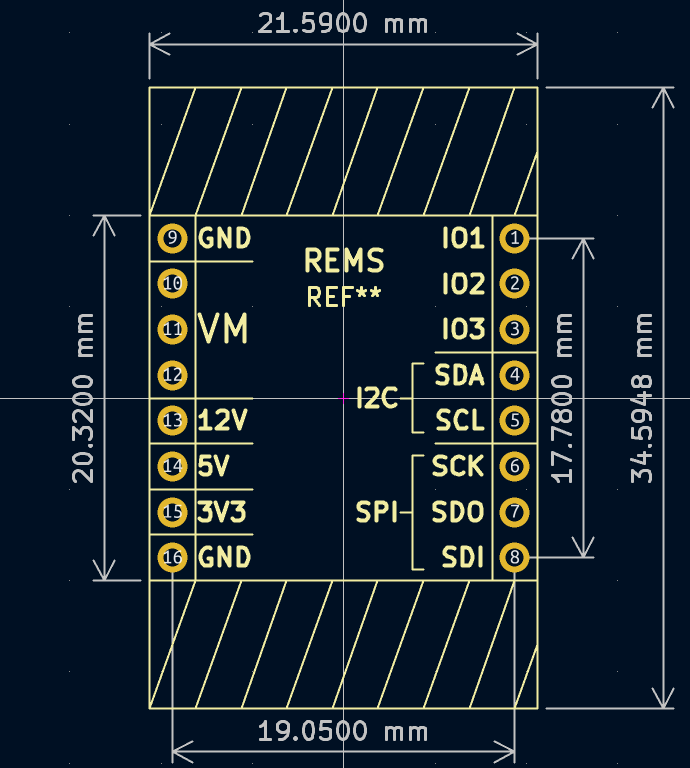 21.5900 mm
9 GND IO1 1
REMS
10 IO2 2
REF**
11 VM IO3 3
12 SDA 4
I2C
13 12V SCL 5
14 5V SCK 6
15 3V3 SPI SDO 7
16 GND SDI 8
20.3200 mm
17.7800 mm
34.5948 mm
19.0500 mm